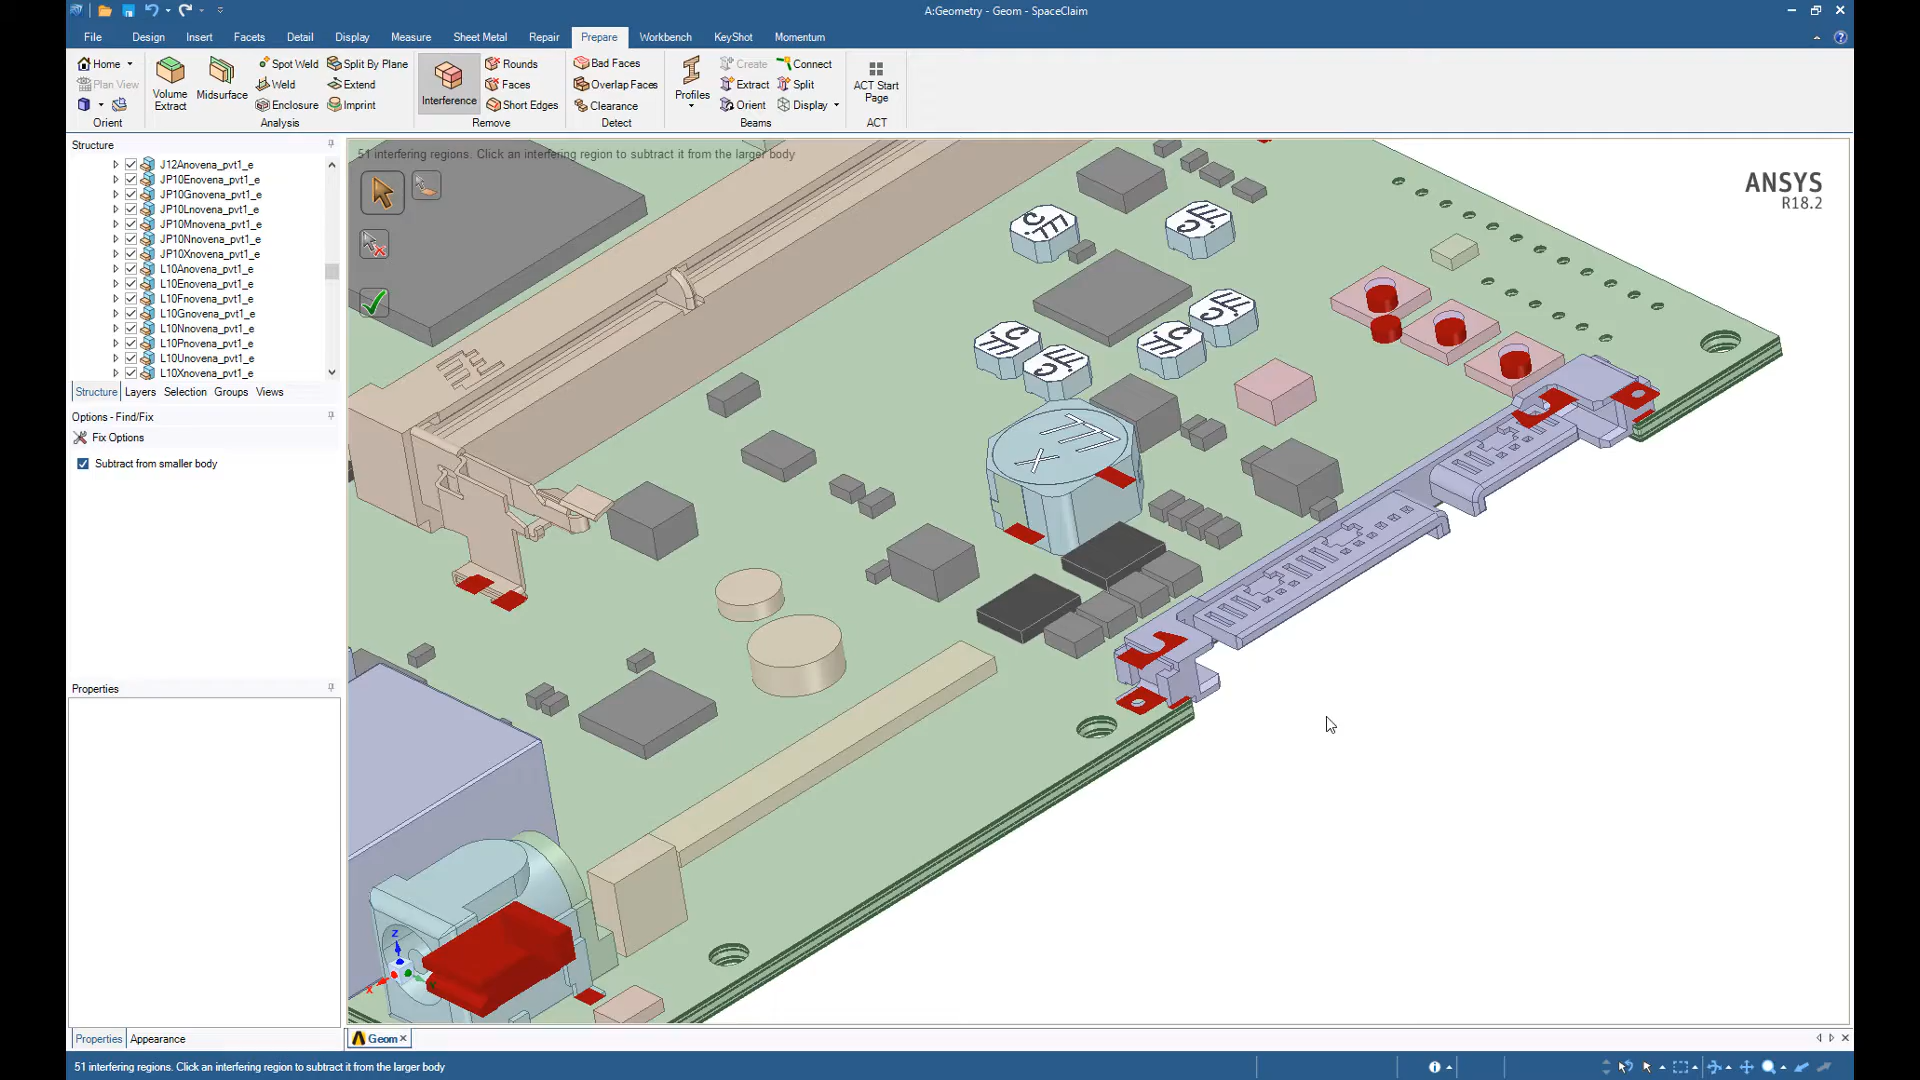 A:Geometry - Geom - SpaceClaim
File Design Insert Facets Detail Display Measure Sheet Metal Repair Prepare Workbench KeyShot Momentum
Home
Plan View
Orient
Volume Extract
Midsurface
Spot Weld
Weld
Enclosure
Split By Plane
Extend
Imprint
Analysis
Interference
Rounds
Faces
Short Edges
Remove
Bad Faces
Overlap Faces
Clearance
Detect
Profiles
Create
Extract
Orient
Connect
Split
Display
Beams
ACT Start Page
ACT
Structure
J12Anovena_pvt1_e
JP10Enovena_pvt1_e
JP10Gnovena_pvt1_e
JP10Lnovena_pvt1_e
JP10Mnovena_pvt1_e
JP10Nnovena_pvt1_e
JP10Xnovena_pvt1_e
L10Anovena_pvt1_e
L10Enovena_pvt1_e
L10Fnovena_pvt1_e
L10Gnovena_pvt1_e
L10Nnovena_pvt1_e
L10Pnovena_pvt1_e
L10Unovena_pvt1_e
L10Xnovena_pvt1_e
Structure Layers Selection Groups Views
Options - Find/Fix
Fix Options
Subtract from smaller body
Properties
Properties Appearance
51 interfering regions. Click an interfering region to subtract it from the larger body
ANSYS
R18.2
Z
X
Geom
51 interfering regions. Click an interfering region to subtract it from the larger body